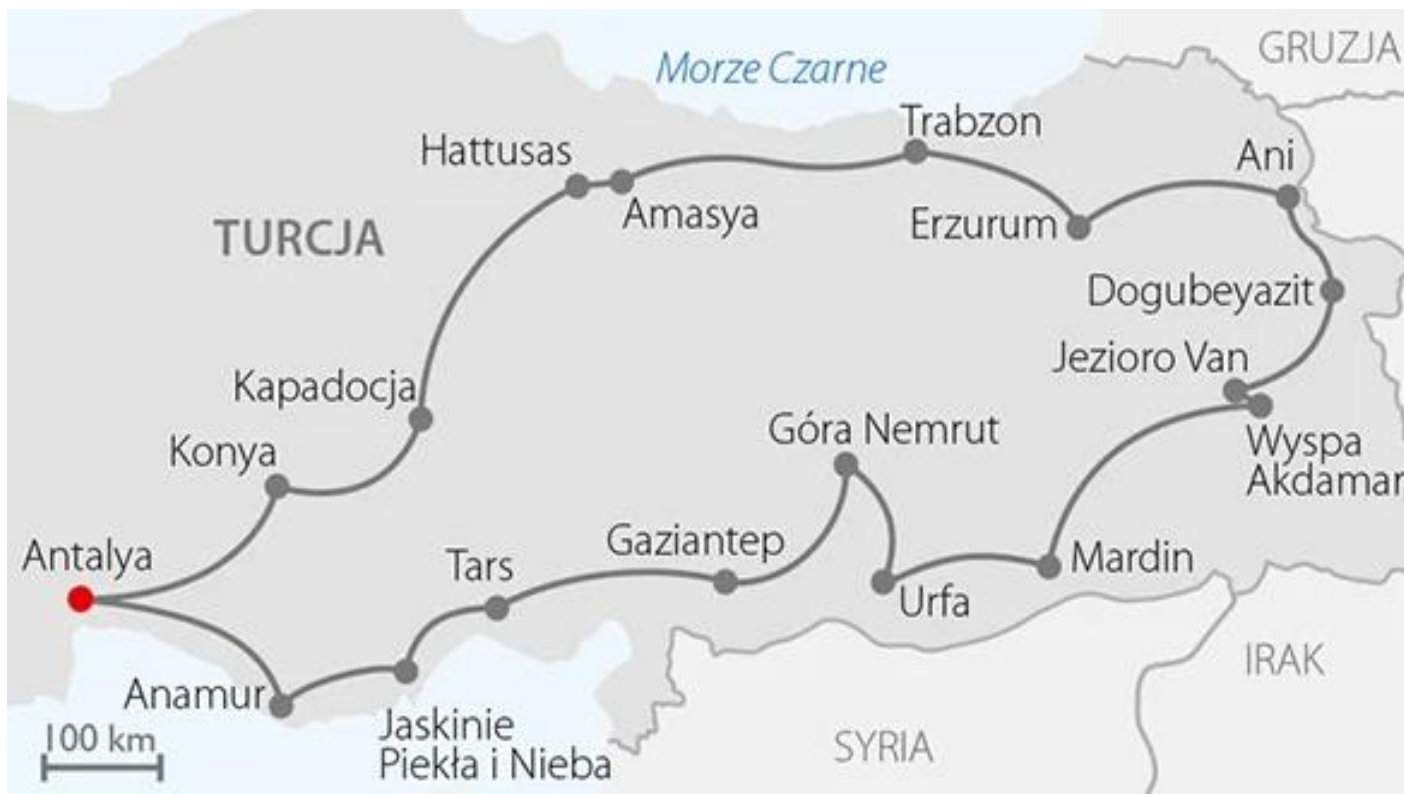 GRUZJA
Morze Czarne
Trabzon
Hattusas
Ani
Amasya
TURCJA
Erzurum
Dogubeyazit
Jezioro Van
Kapadocja
Góra Nemrut
Konya
Wyspa
Akdamar
Gaziantep
Antalya
Tars
Mardin
Urfa
IRAK
Anamur
Jaskinie
Piekła i Nieba
SYRIA
100 km